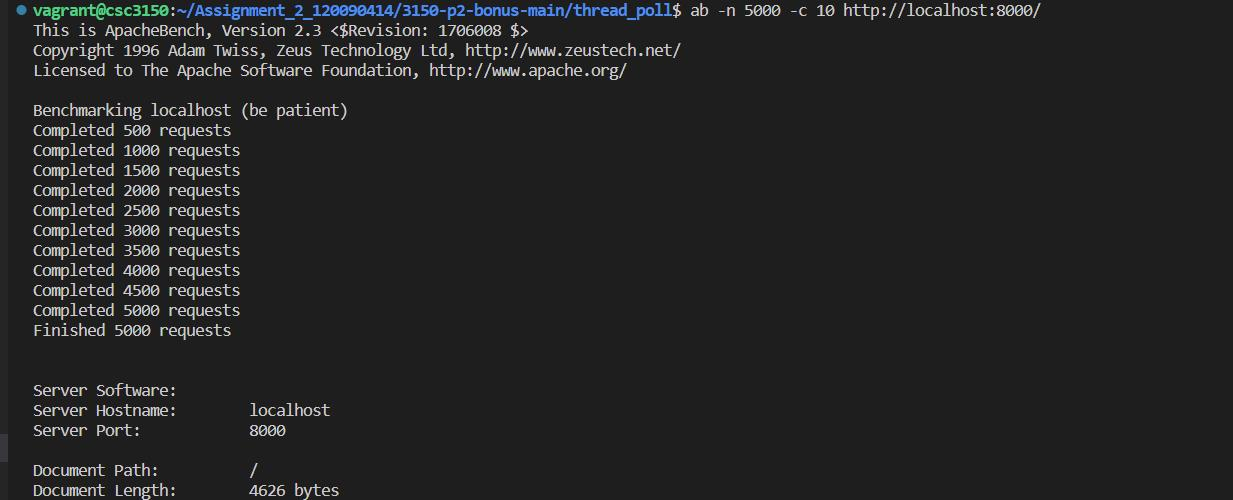 vagrant@csc3150:~/Assignment_2_120090414/3150-p2-bonus-main/thread_poll$ ab -n 5000 -c 10 http://localhost:8000/
This is ApacheBench, Version 2.3 <$Revision: 1706008 $>
Copyright 1996 Adam Twiss, Zeus Technology Ltd, http://www.zeustech.net/
Licensed to The Apache Software Foundation, http://www.apache.org/

Benchmarking localhost (be patient)
Completed 500 requests
Completed 1000 requests
Completed 1500 requests
Completed 2000 requests
Completed 2500 requests
Completed 3000 requests
Completed 3500 requests
Completed 4000 requests
Completed 4500 requests
Completed 5000 requests
Finished 5000 requests

Server Software:
Server Hostname:        localhost
Server Port:            8000

Document Path:          /
Document Length:        4626 bytes